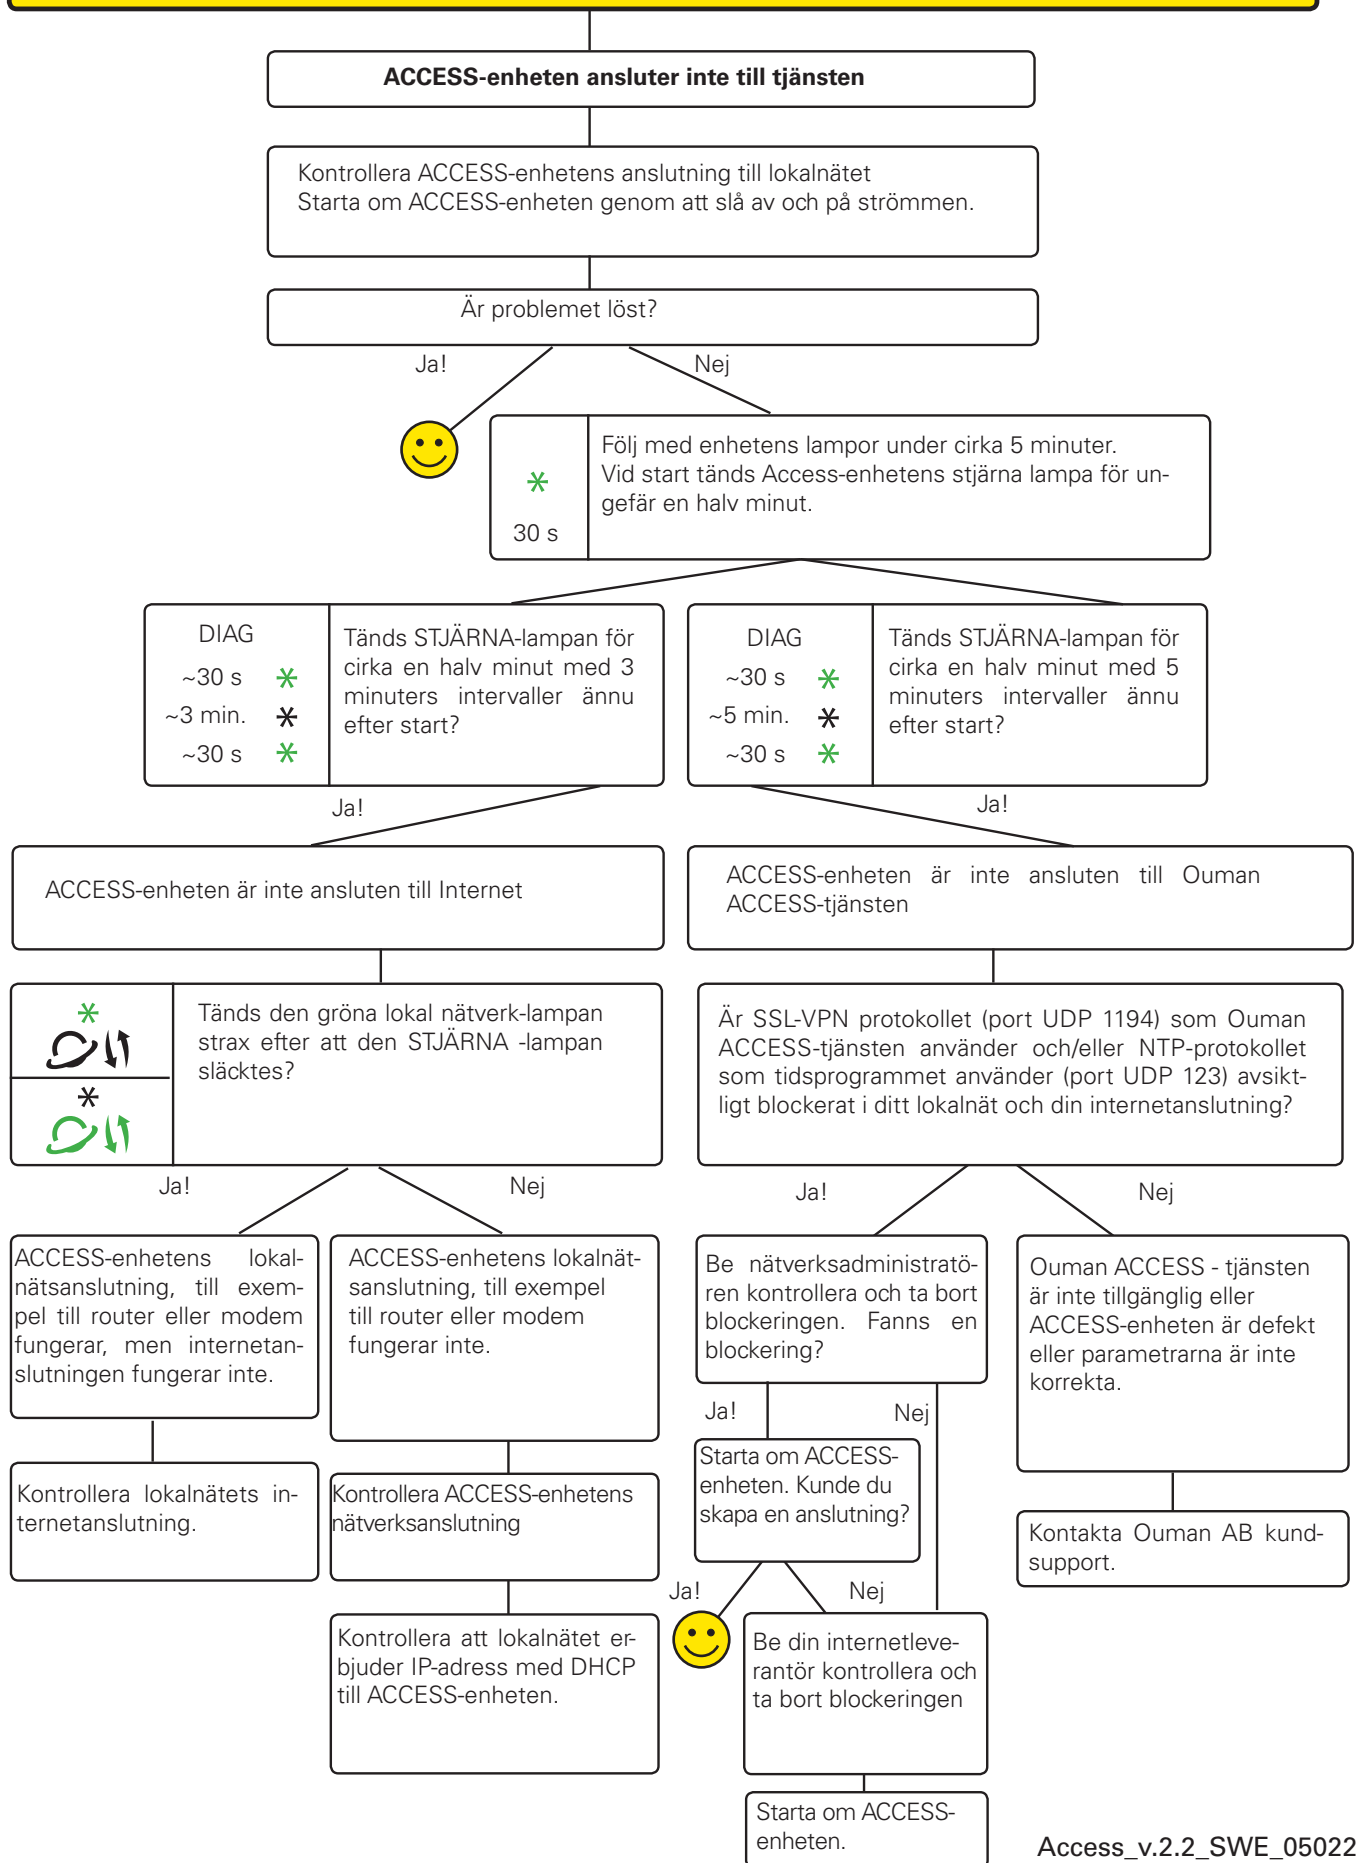 ACCESS-enheten ansluter inte till tjänsten
Kontrollera ACCESS-enhetens anslutning till lokalnätet
Starta om ACCESS-enheten genom att slå av och på strömmen.
Är problemet löst?
Ja!
Nej
Följ med enhetens lampor under cirka 5 minuter.
Vid start tänds Access-enhetens stjärna lampa för un-
gefär en halv minut.
30 s
DIAG
~30 s
~3 min.
~30 s
Tänds STJÄRNA-lampan för
cirka en halv minut med 3
minuters intervaller ännu
efter start?
DIAG
~30 s
~5 min.
~30 s
Tänds STJÄRNA-lampan för
cirka en halv minut med 5
minuters intervaller ännu
efter start?
Ja!
Ja!
ACCESS-enheten är inte ansluten till Internet
ACCESS-enheten är inte ansluten till Ouman
ACCESS-tjänsten
Tänds den gröna lokal nätverk-lampan
strax efter att den STJÄRNA -lampan
släcktes?
Är SSL-VPN protokollet (port UDP 1194) som Ouman
ACCESS-tjänsten använder och/eller NTP-protokollet
som tidsprogrammet använder (port UDP 123) avsikt-
ligt blockerat i ditt lokalnät och din internetanslutning?
Ja!
Nej
Ja!
Nej
ACCESS-enhetens lokal-
nätsanslutning, till exem-
pel till router eller modem
fungerar, men internetan-
slutningen fungerar inte.
ACCESS-enhetens lokalnät-
sanslutning, till exempel
till router eller modem
fungerar inte.
Be nätverksadministratö-
ren kontrollera och ta bort
blockeringen. Fanns en
blockering?
Ouman ACCESS - tjänsten
är inte tillgänglig eller
ACCESS-enheten är defekt
eller parametrarna är inte
korrekta.
Ja!
Nej
Kontrollera lokalnätets in-
ternetanslutning.
Kontrollera ACCESS-enhetens
nätverksanslutning
Starta om ACCESS-
enheten. Kunde du
skapa en anslutning?
Kontakta Ouman AB kund-
support.
Ja!
Nej
Kontrollera att lokalnätet er-
bjuder IP-adress med DHCP
till ACCESS-enheten.
Be din internetleve-
rantör kontrollera och
ta bort blockeringen
Starta om ACCESS-
enheten.
Access_v.2.2_SWE_05022